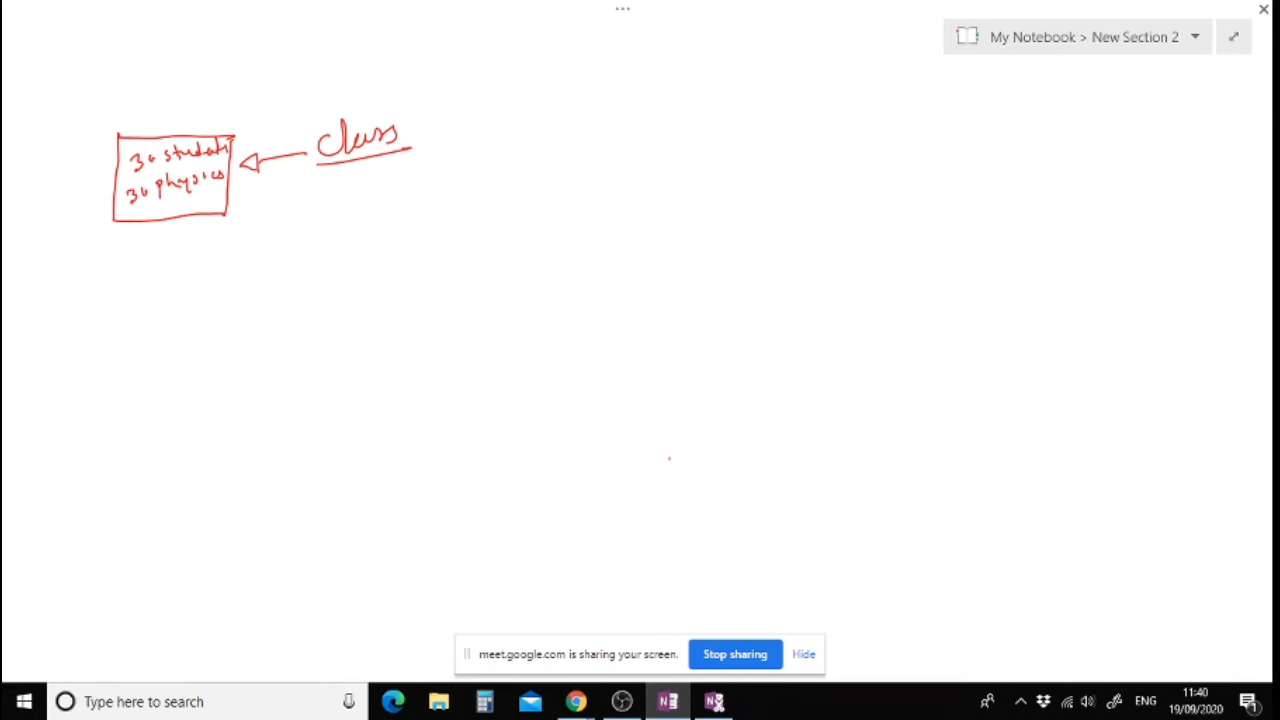 My Notebook > New Section 2
class
30 students
30 physics
meet.google.com is sharing your screen.
Stop sharing
Hide
Type here to search
ENG
11:40
19/09/2020
1